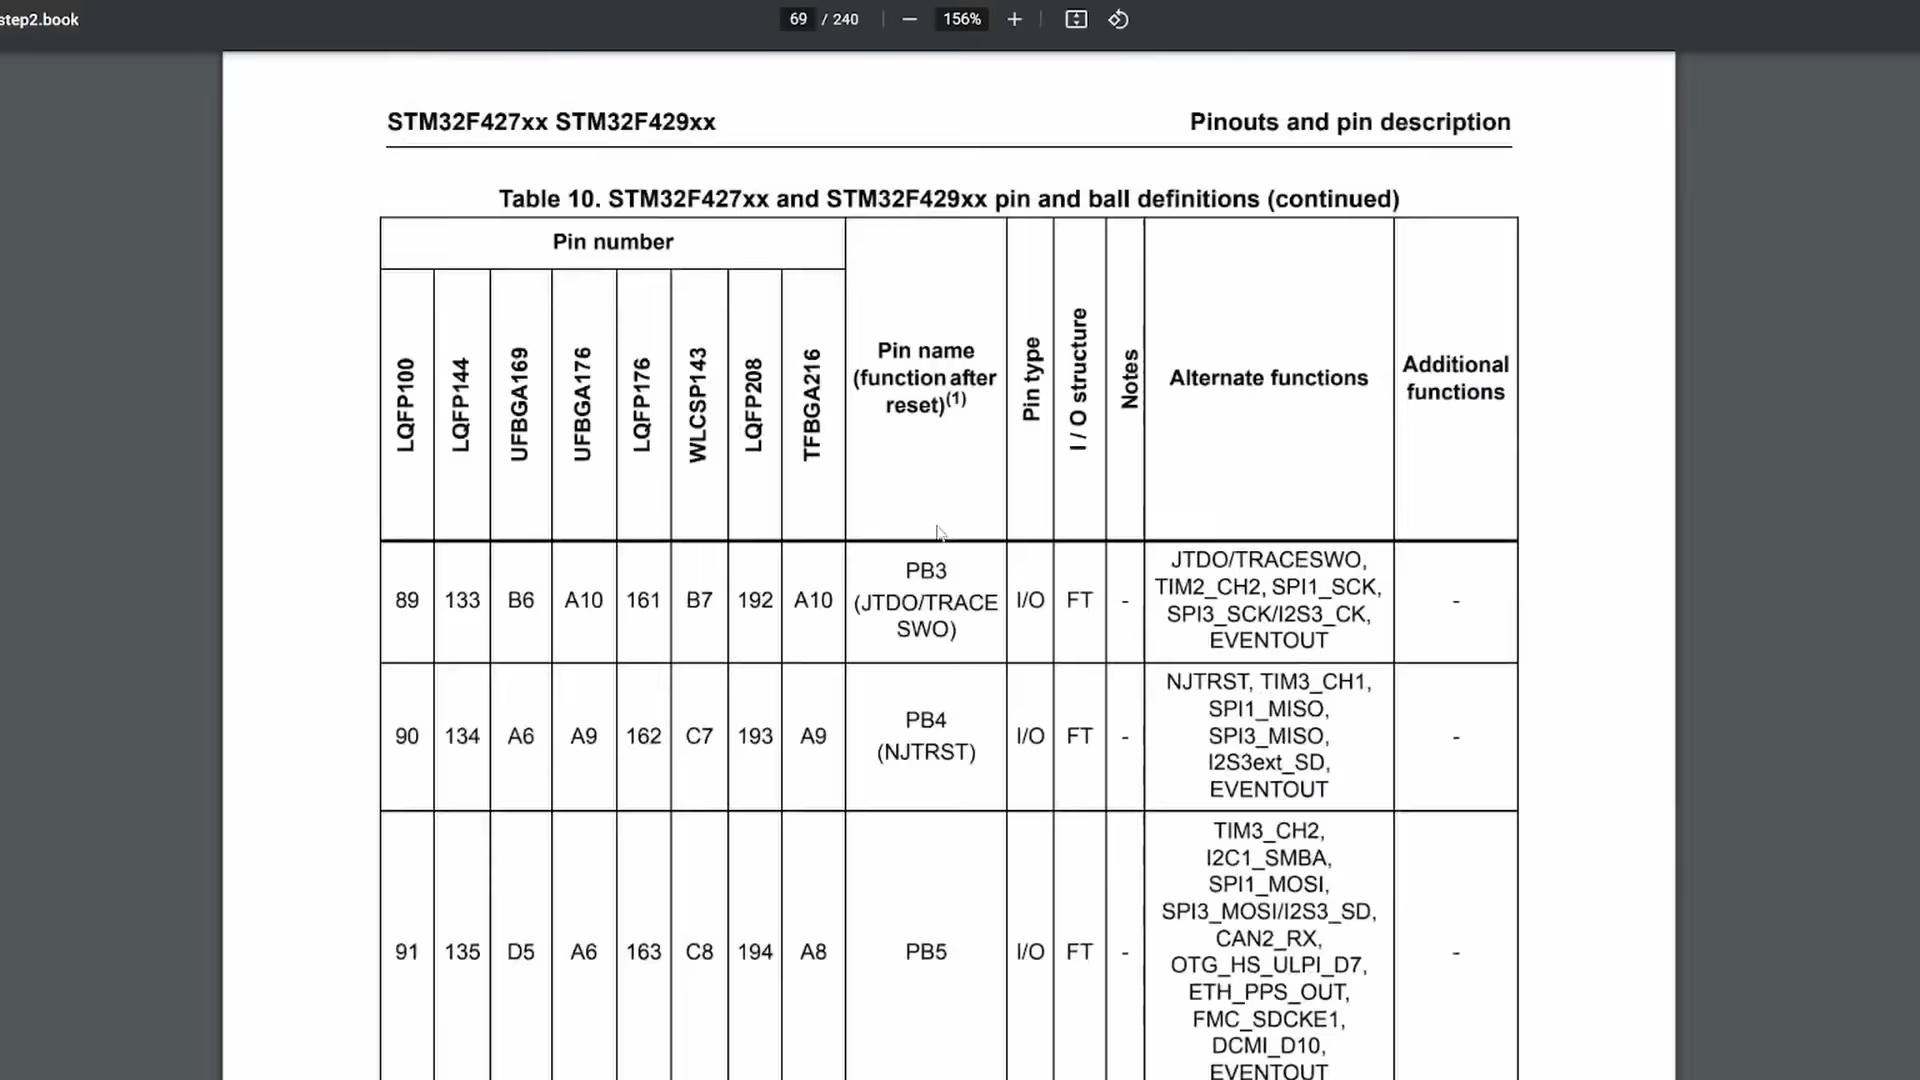 step2.book
69 / 240
156%
STM32F427xx STM32F429xx
Pinouts and pin description
Table 10. STM32F427xx and STM32F429xx pin and ball definitions (continued)
Pin number
LQFP100
LQFP144
UFBGA169
UFBGA176
LQFP176
WLCSP143
LQFP208
TFBGA216
Pin name
(function after
reset)(1)
Pin type
I / O structure
Notes
Alternate functions
Additional
functions
89 133 B6 A10 161 B7 192 A10
PB3
(JTDO/TRACE
SWO)
I/O FT -
JTDO/TRACESWO,
TIM2_CH2, SPI1_SCK,
SPI3_SCK/I2S3_CK,
EVENTOUT
-
90 134 A6 A9 162 C7 193 A9
PB4
(NJTRST)
I/O FT -
NJTRST, TIM3_CH1,
SPI1_MISO,
SPI3_MISO,
I2S3ext_SD,
EVENTOUT
-
91 135 D5 A6 163 C8 194 A8
PB5
I/O FT -
TIM3_CH2,
I2C1_SMBA,
SPI1_MOSI,
SPI3_MOSI/I2S3_SD,
CAN2_RX,
OTG_HS_ULPI_D7,
ETH_PPS_OUT,
FMC_SDCKE1,
DCMI_D10,
EVENTOUT
-